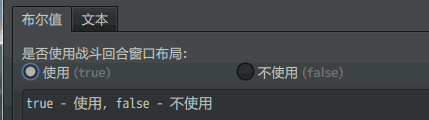 布尔值 文本
是否使用战斗回合窗口布局:
使用 (true) 不使用 (false)
true - 使用, false - 不使用